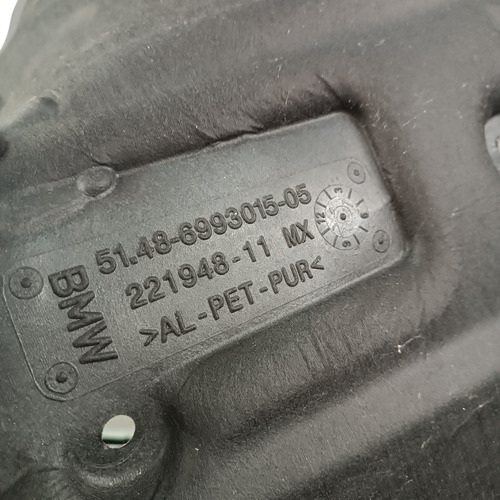 BMW
51.48-6993015-05
221948-11 MX
>AL-PET-PUR<